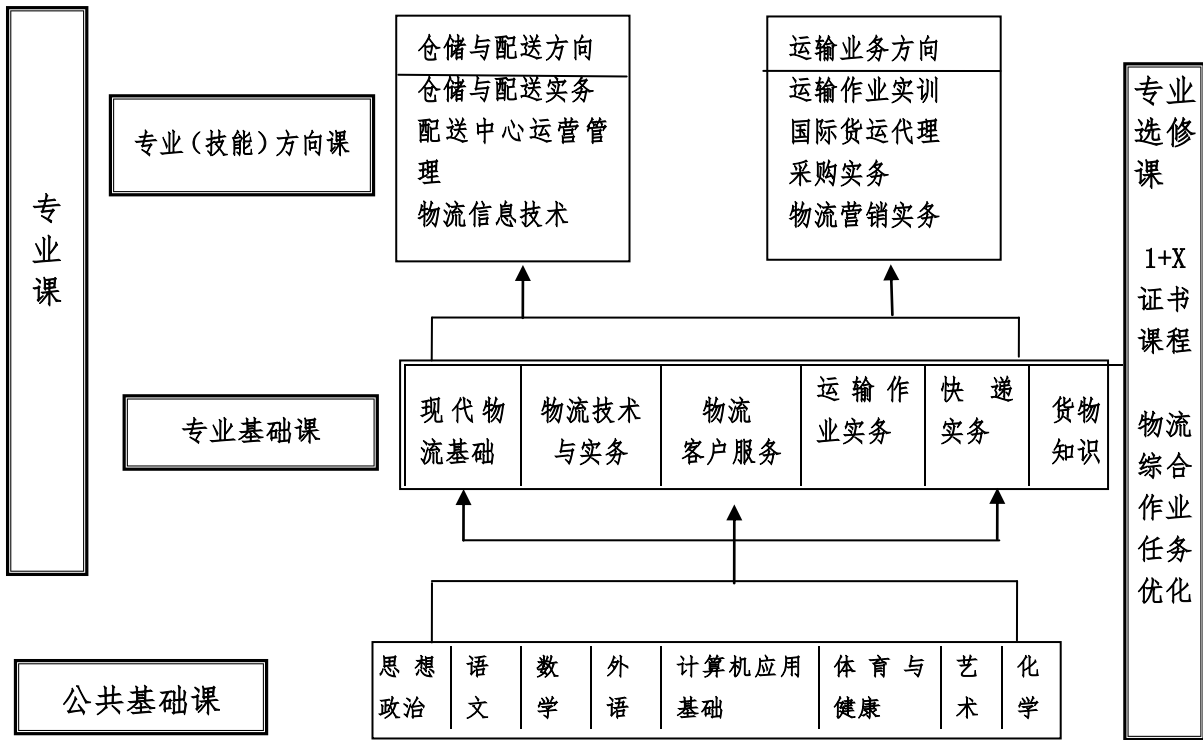 专业课
专业（技能）方向课
仓储与配送方向
仓储与配送实务
配送中心运营管
理
物流信息技术
运输业务方向
运输作业实训
国际货运代理
采购实务
物流营销实务
专业基础课
现代物
流基础
物流技术
与实务
物流
客户服务
运输作
业实务
快递
实务
货物
知识
公共基础课
思想
政治
语
文
数
学
外
语
计算机应用
基础
体育与
健康
艺
术
化
学
专业
选修
课
1+X
证书
课程
物流
综合
作业
任务
优化